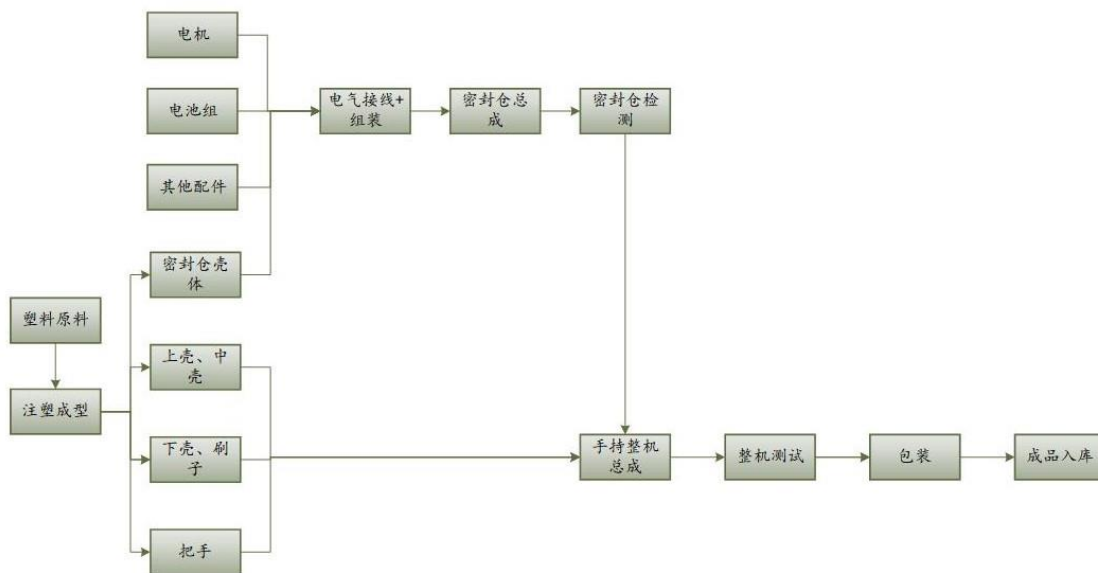 电机
电池组
其他配件
密封仓壳
体
电气接线+
组装
密封仓总
成
密封仓检
测
塑料原料
注塑成型
上壳、中
壳
下壳、刷
子
把手
手持整机
总成
整机测试
包装
成品入库